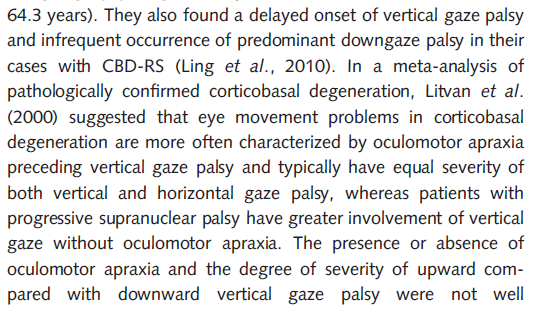 64.3 years). They also found a delayed onset of vertical gaze palsy
and infrequent occurrence of predominant downgaze palsy in their
cases with CBD-RS (Ling et al., 2010). In a meta-analysis of
pathologically confirmed corticobasal degeneration, Litvan et al.
(2000) suggested that eye movement problems in corticobasal
degeneration are more often characterized by oculomotor apraxia
preceding vertical gaze palsy and typically have equal severity of
both vertical and horizontal gaze palsy, whereas patients with
progressive supranuclear palsy have greater involvement of vertical
gaze without oculomotor apraxia. The presence or absence of
oculomotor apraxia and the degree of severity of upward com-
pared with downward vertical gaze palsy were not well